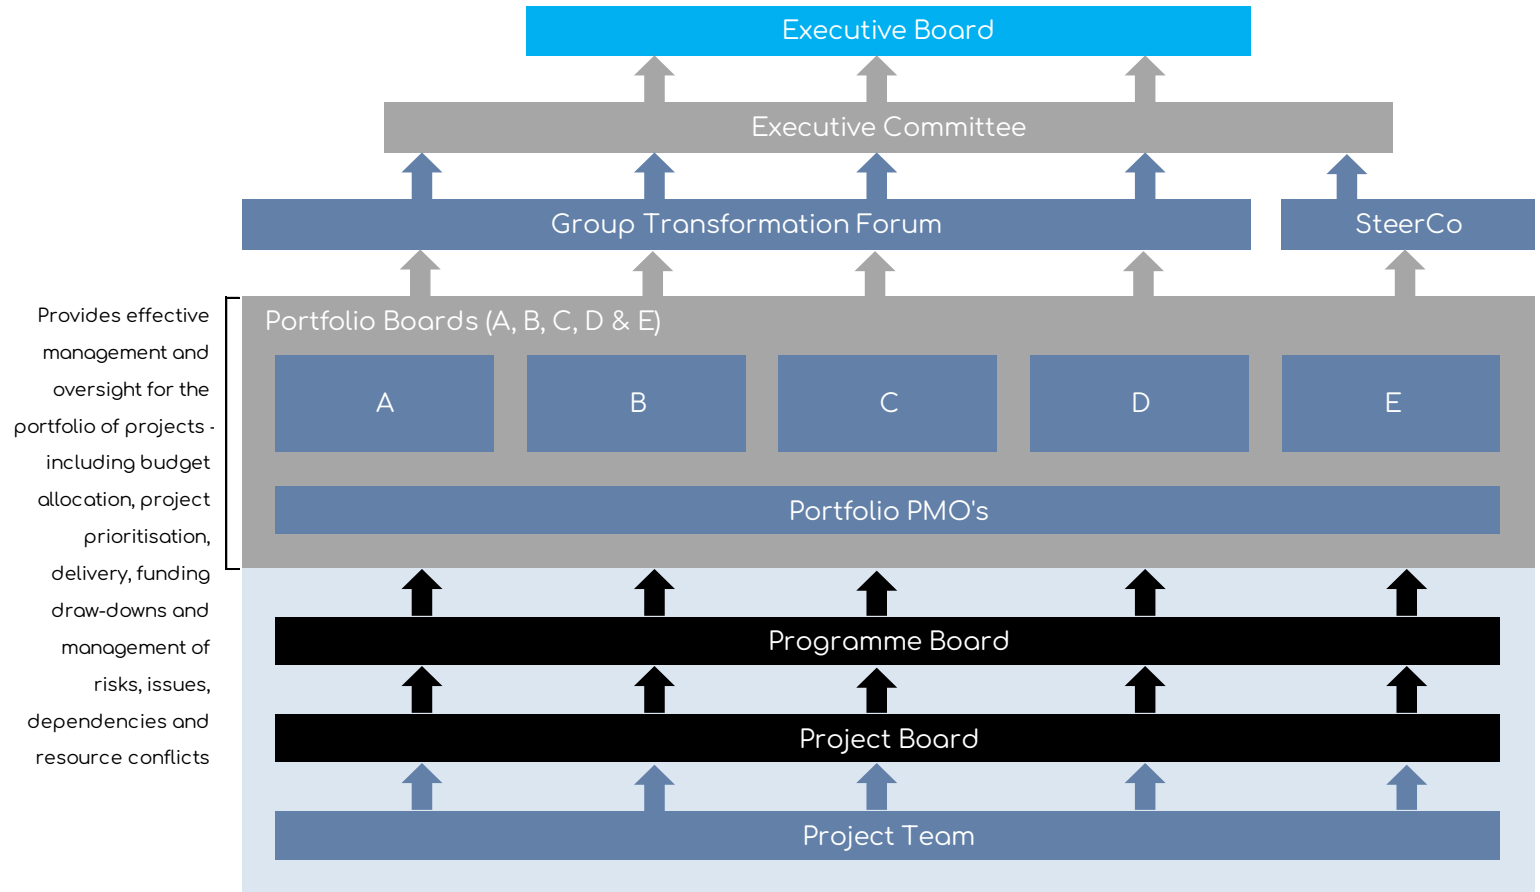 Executive Board
Executive Committee
Group Transformation Forum
SteerCo
Provides effective
management and
oversight for the
portfolio of projects -
including budget
allocation, project
prioritisation,
delivery, funding
draw-downs and
management of
risks, issues,
dependencies and
resource conflicts
Portfolio Boards (A, B, C, D & E)
A
B
C
D
E
Portfolio PMO's
Programme Board
Project Board
Project Team